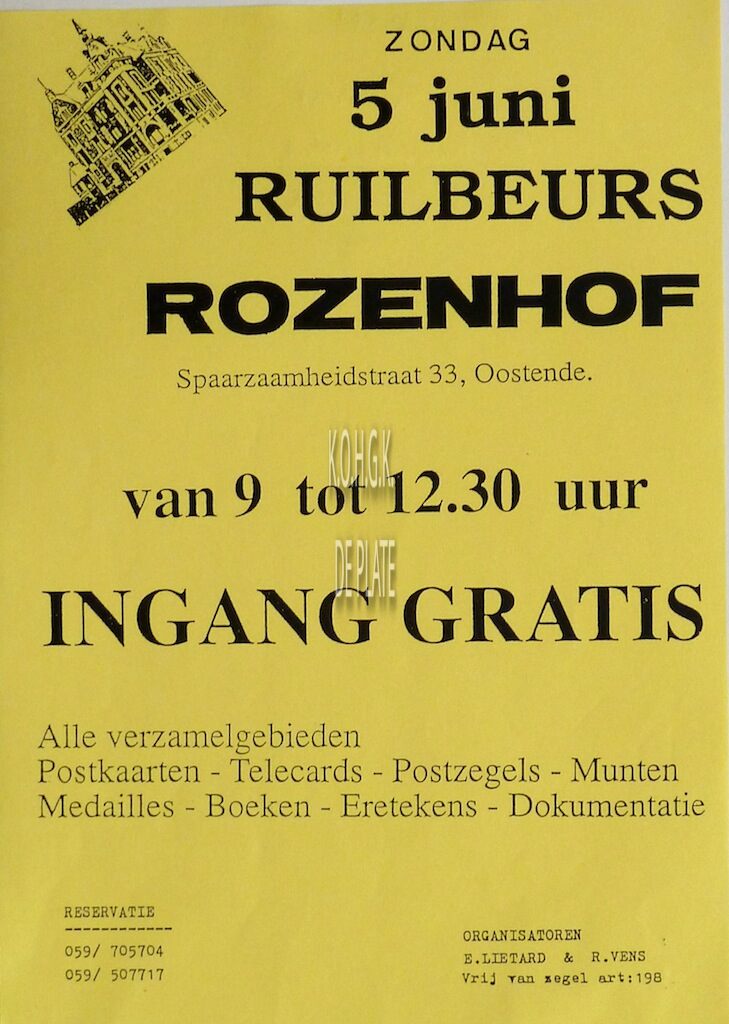 ZONDAG
5 juni
RUILBEURS
ROZENHOF
Spaarzaamheidstraat 33, Oostende.
K.O.H.G.K.
van 9 tot 12.30 uur
DE PLATE
INGANG GRATIS
Alle verzamelgebieden
Postkaarten - Telecards - Postzegels - Munten
Medailles - Boeken - Eretekens - Dokumentatie
RESERVATIE
059/ 705704
059/ 507717
ORGANISATOREN
E.LIETARD & R.VENS
Vrij van zegel art:198